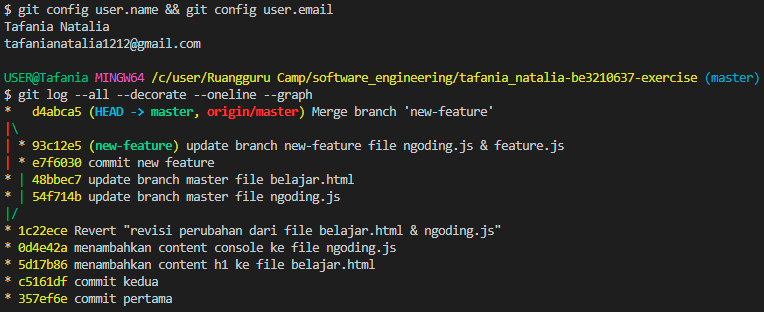 $ git config user.name && git config user.email
Tafania Natalia
tafanianatalia1212@gmail.com
USER@Tafania MINGW64 /c/user/Ruangguru Camp/software_engineering/tafania_natalia-be3210637-exercise (master)
$ git log --all --decorate --oneline --graph
*   d4abca5 (HEAD -> master, origin/master) Merge branch 'new-feature'
|\
| * 93c12e5 (new-feature) update branch new-feature file ngoding.js & feature.js
| * e7f6030 commit new feature
* | 48bbec7 update branch master file belajar.html
* | 54f714b update branch master file ngoding.js
|/
* 1c22ece Revert "revisi perubahan dari file belajar.html & ngoding.js"
* 0d4e42a menambahkan content console ke file ngoding.js
* 5d17b86 menambahkan content h1 ke file belajar.html
* c5161df commit kedua
* 357ef6e commit pertama